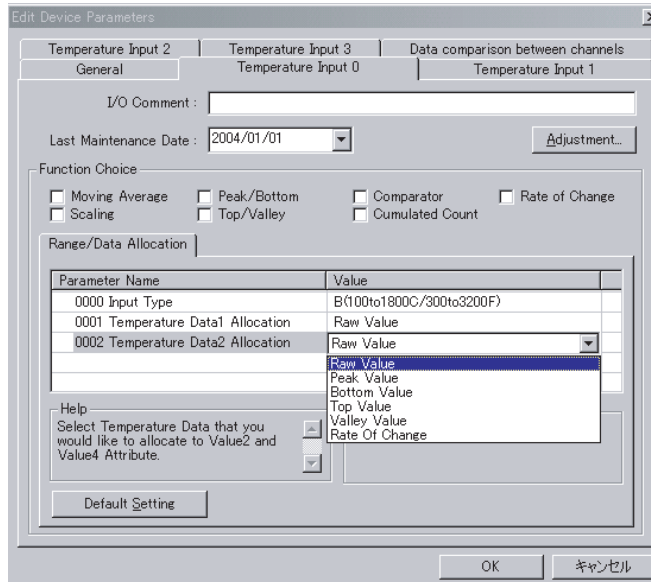 Edit Device Parameters
Temperature Input 2 Temperature Input 3 Data comparison between channels
General Temperature Input 0 Temperature Input 1
I/O Comment :
Last Maintenance Date : 2004/01/01 Adjustment...
Function Choice
Moving Average Peak/Bottom Comparator Rate of Change
Scaling Top/Valley Cumulated Count
Range/Data Allocation
Parameter Name Value
0000 Input Type B(100to1800C/300to3200F)
0001 Temperature Data1 Allocation Raw Value
0002 Temperature Data2 Allocation Raw Value
Raw Value
Peak Value
Bottom Value
Top Value
Valley Value
Rate Of Change
Help
Select Temperature Data that you
would like to allocate to Value2 and
Value4 Attribute.
Default Setting
OK キャンセル